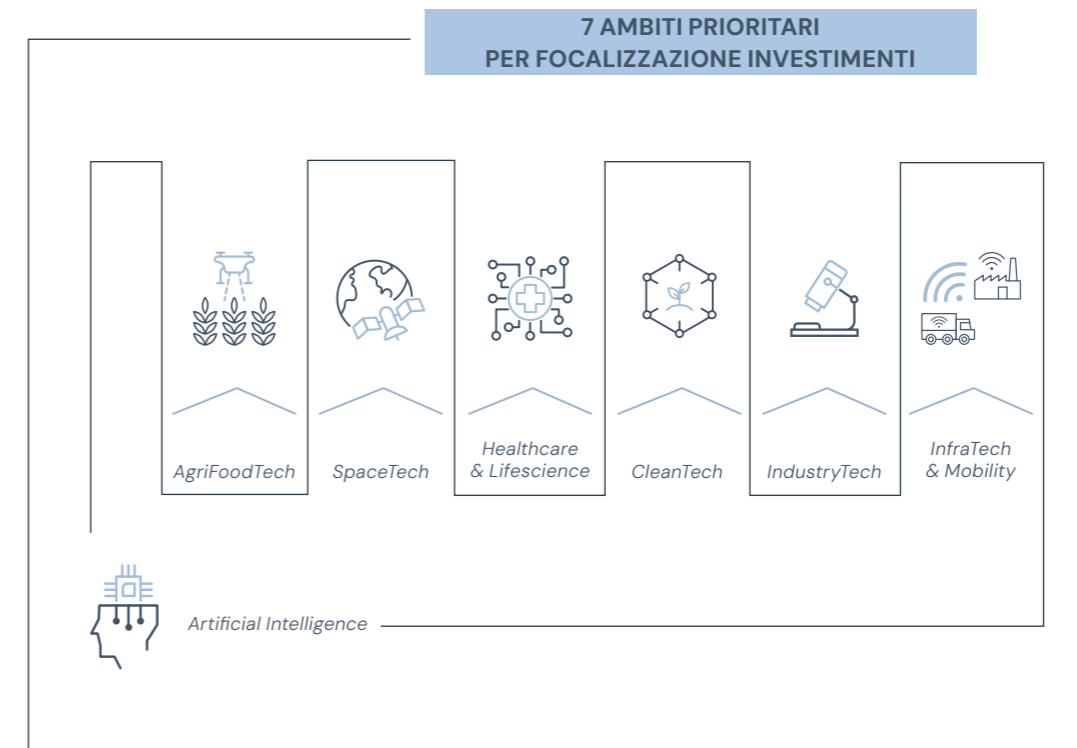 7 AMBITI PRIORITARI
PER FOCALIZZAZIONE INVESTIMENTI
AgriFoodTech
SpaceTech
Healthcare
& Lifescience
CleanTech
IndustryTech
InfraTech
& Mobility
Artificial Intelligence